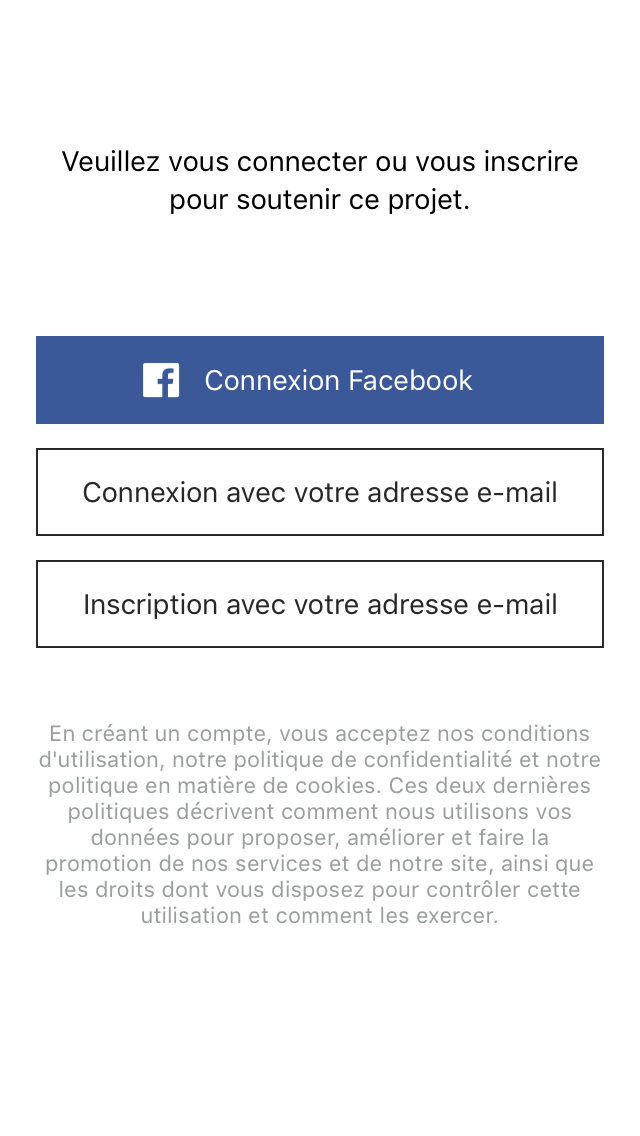 Veuillez vous connecter ou vous inscrire
pour soutenir ce projet.
Connexion Facebook
Connexion avec votre adresse e-mail
Inscription avec votre adresse e-mail
En créant un compte, vous acceptez nos conditions
d'utilisation, notre politique de confidentialité et notre
politique en matière de cookies. Ces deux dernières
politiques décrivent comment nous utilisons vos
données pour proposer, améliorer et faire la
promotion de nos services et de notre site, ainsi que
les droits dont vous disposez pour contrôler cette
utilisation et comment les exercer.